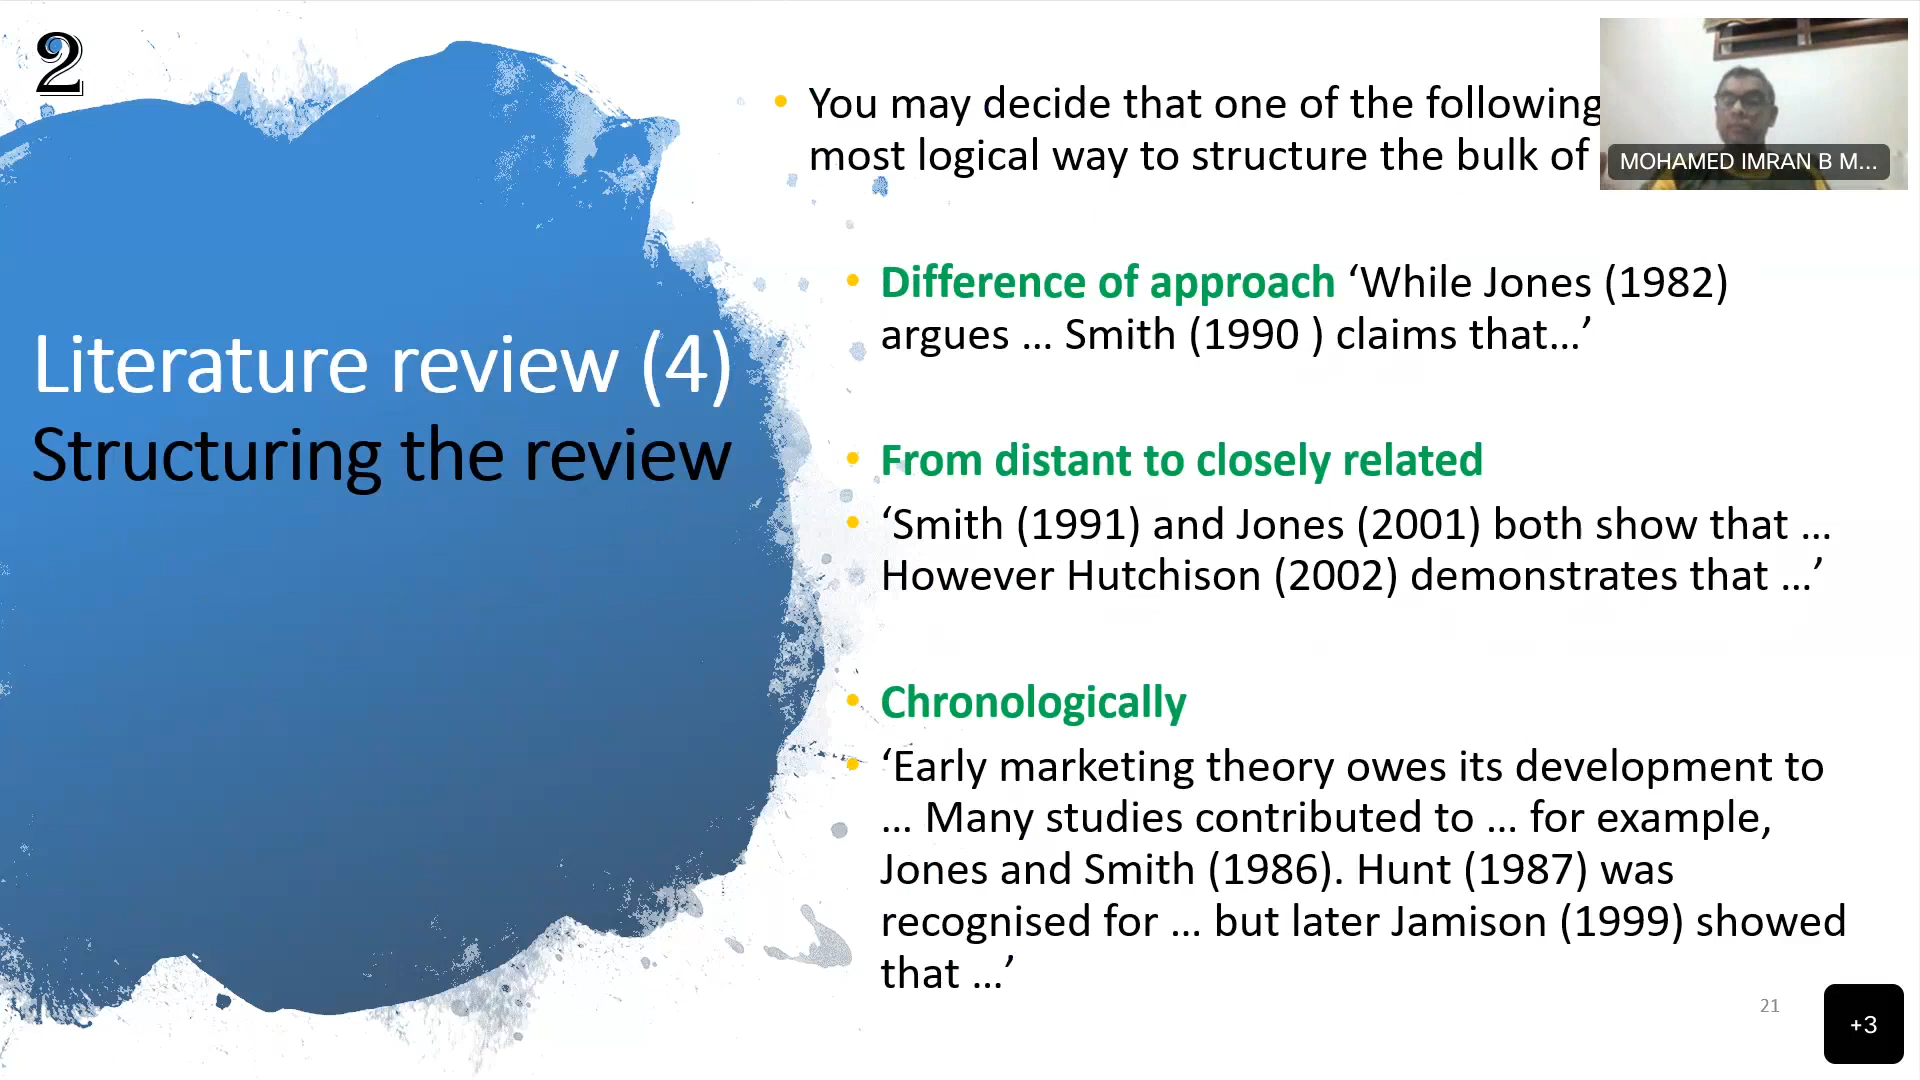 2
Literature review (4)
Structuring the review
• You may decide that one of the following
most logical way to structure the bulk of
• Difference of approach ‘While Jones (1982)
argues … Smith (1990 ) claims that…’
• From distant to closely related
• ‘Smith (1991) and Jones (2001) both show that …
However Hutchison (2002) demonstrates that …’
• Chronologically
• ‘Early marketing theory owes its development to
… Many studies contributed to … for example,
Jones and Smith (1986). Hunt (1987) was
recognised for … but later Jamison (1999) showed
that …’
MOHAMED IMRAN B M...
21
+3